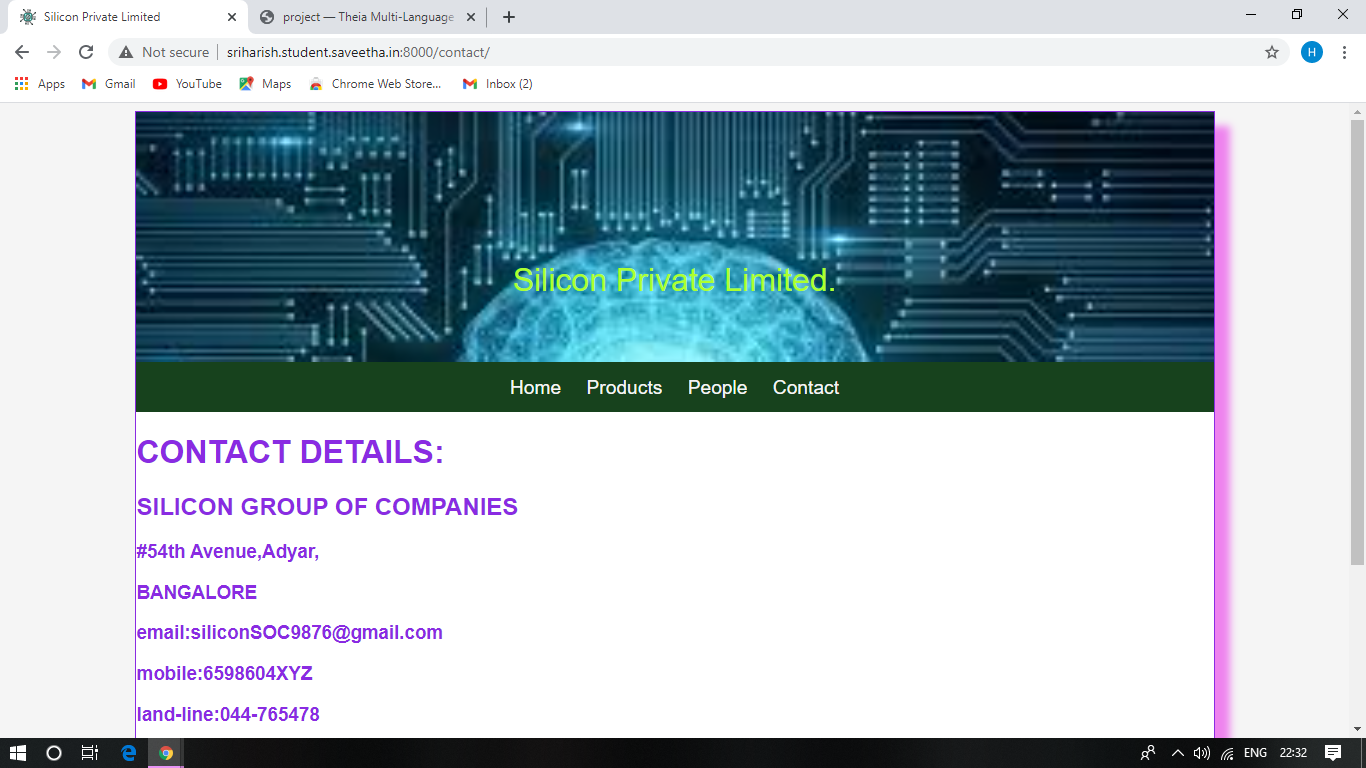 Silicon Private Limited
project — Theia Multi-Language
Not secure
sriharish.student.saveetha.in:8000/contact/
H
Apps
Gmail
YouTube
Maps
Chrome Web Store...
Inbox (2)
Silicon Private Limited.
Home Products People Contact
CONTACT DETAILS:
SILICON GROUP OF COMPANIES
#54th Avenue,Adyar,
BANGALORE
email:siliconSOC9876@gmail.com
mobile:6598604XYZ
land-line:044-765478
ENG 22:32